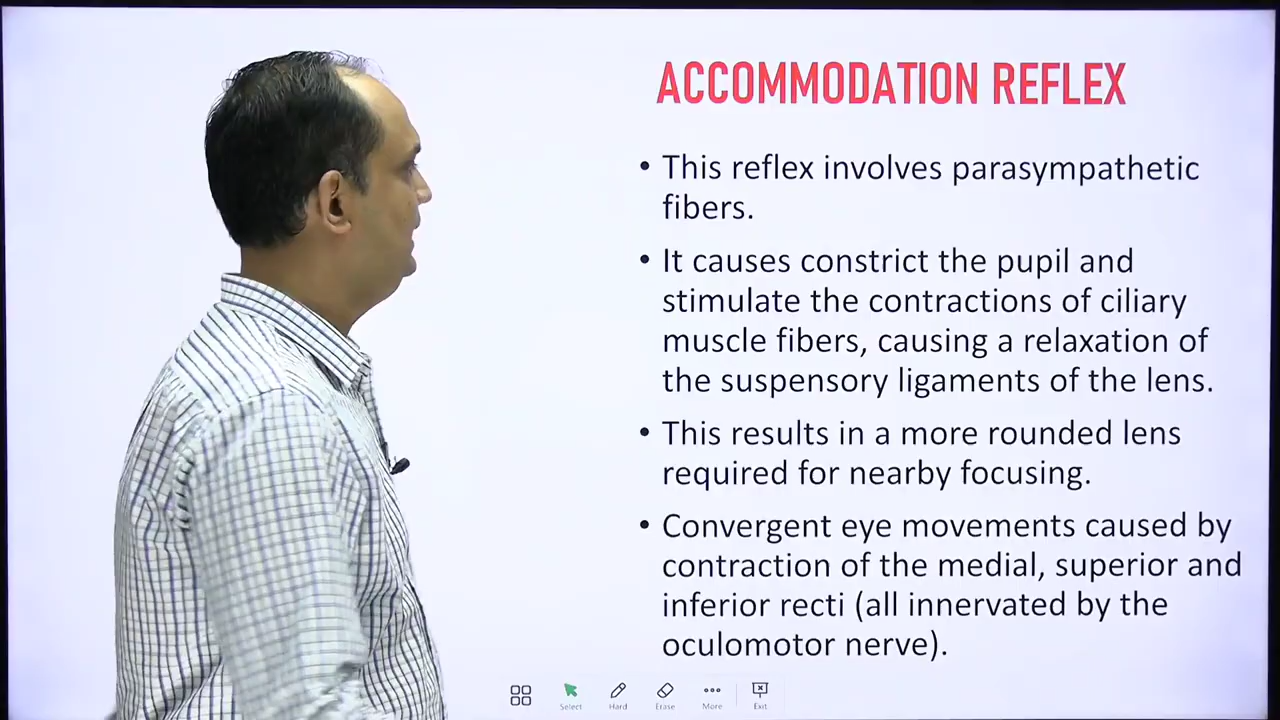 ACCOMMODATION REFLEX
• This reflex involves parasympathetic
fibers.
• It causes constrict the pupil and
stimulate the contractions of ciliary
muscle fibers, causing a relaxation of
the suspensory ligaments of the lens.
• This results in a more rounded lens
required for nearby focusing.
• Convergent eye movements caused by
contraction of the medial, superior and
inferior recti (all innervated by the
oculomotor nerve).
Select Hard Erase More Exit